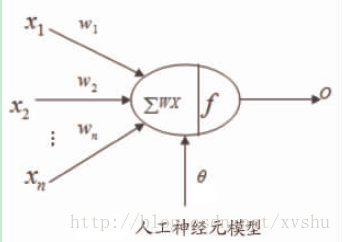 x₁ w₁
x₂ w₂ ∑WX f o
⋮ wₙ
xₙ θ
http://blog.csdn.net/xvshu
人工神经元模型